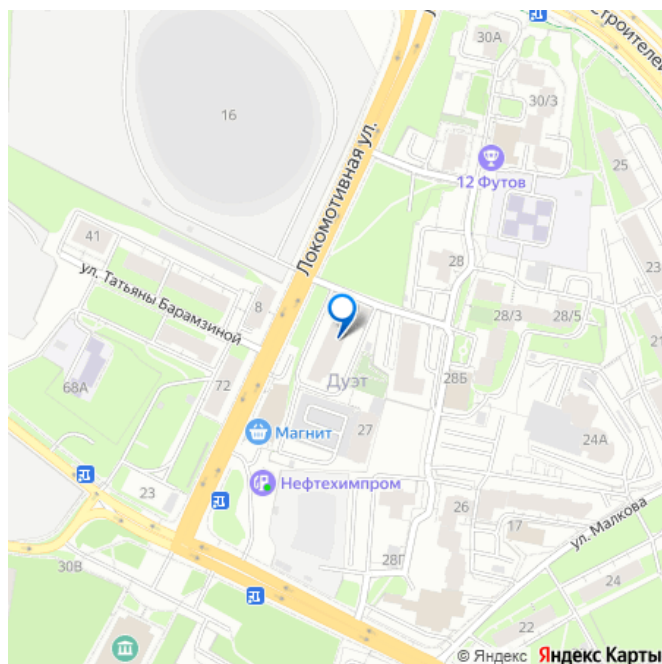 30А
Строителей
30/3
16
25
12 Футов
Локомотивная ул.
41
28
ул. Татьяны Барамзиной
8
28/3
28/5
Дуэт
68А
72
28Б
Магнит
27
24А
Нефтехимпром
23
26
17
ул. Малкова
30В
28Г
24
22
© Яндекс Яндекс Карты